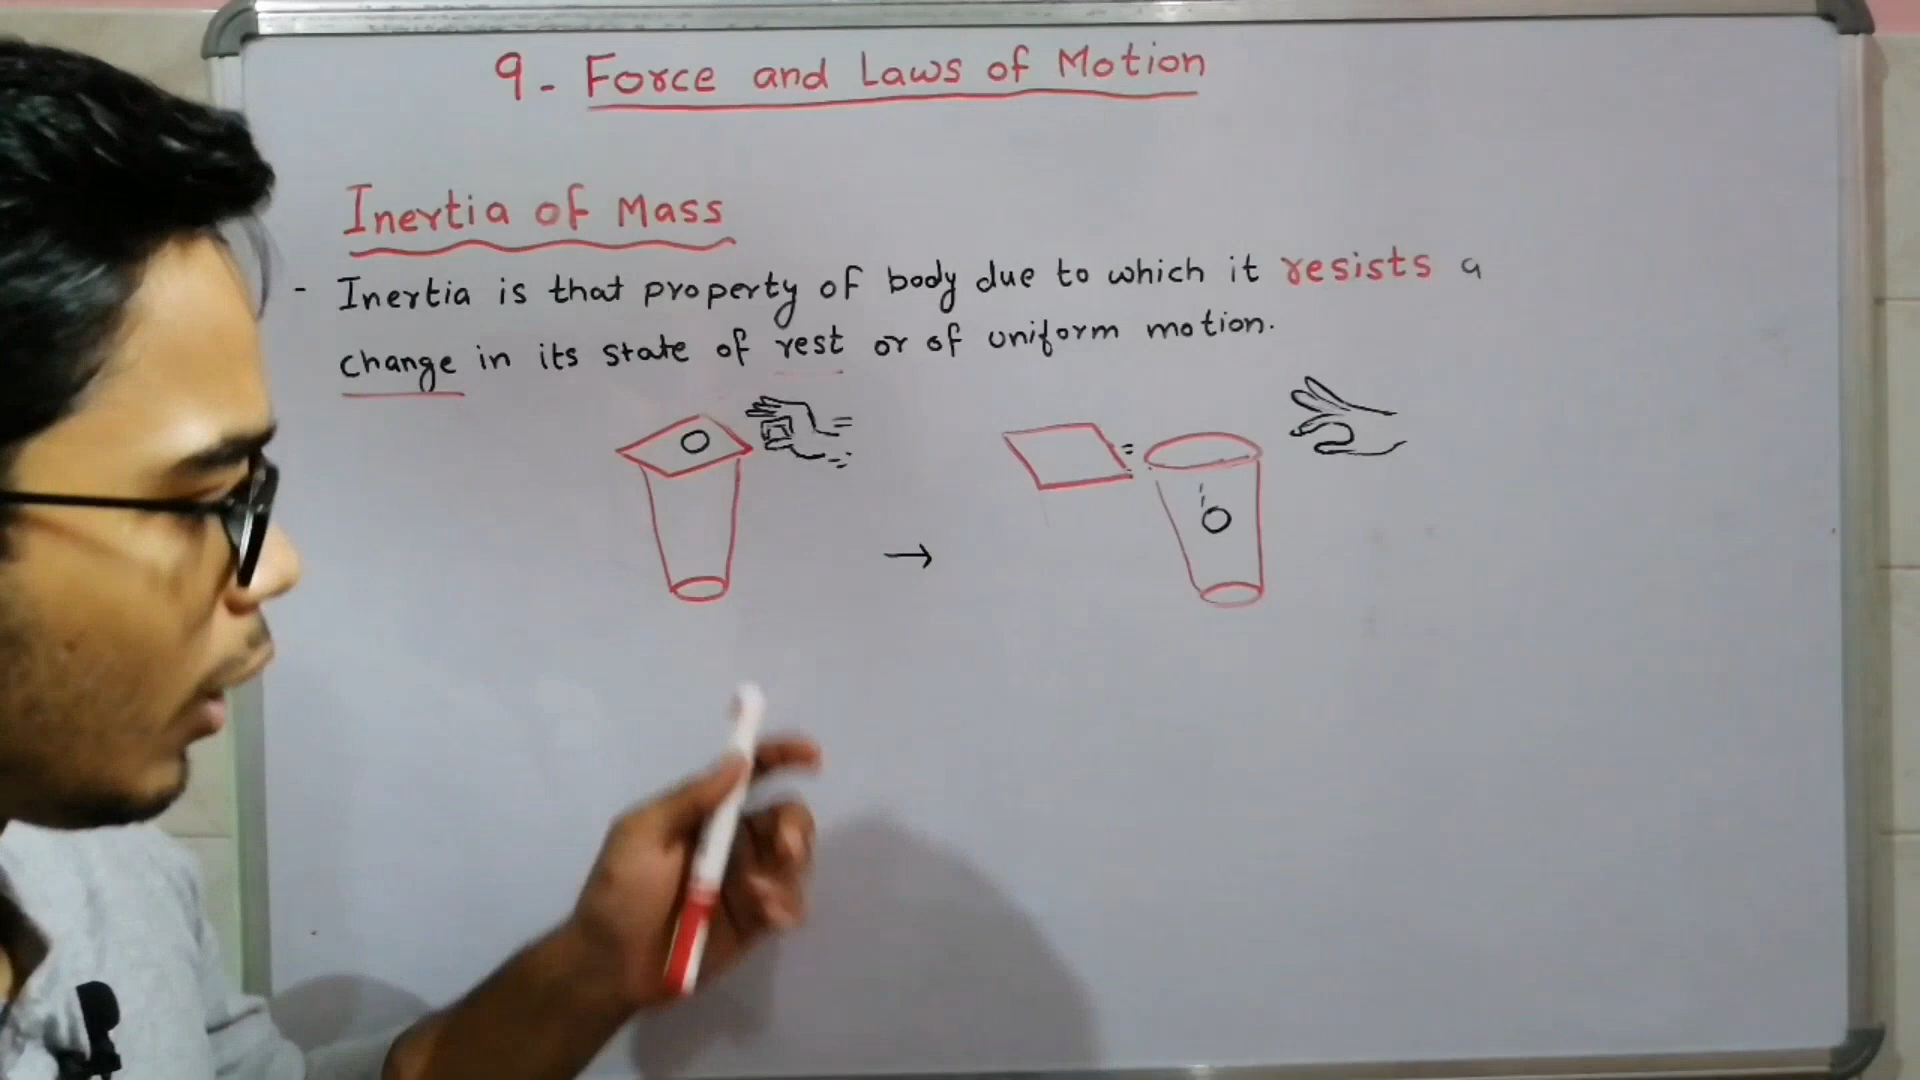 9- Force and Laws of Motion
Inertia of Mass
- Inertia is that property of body due to which it resists a
change in its state of rest or of uniform motion.